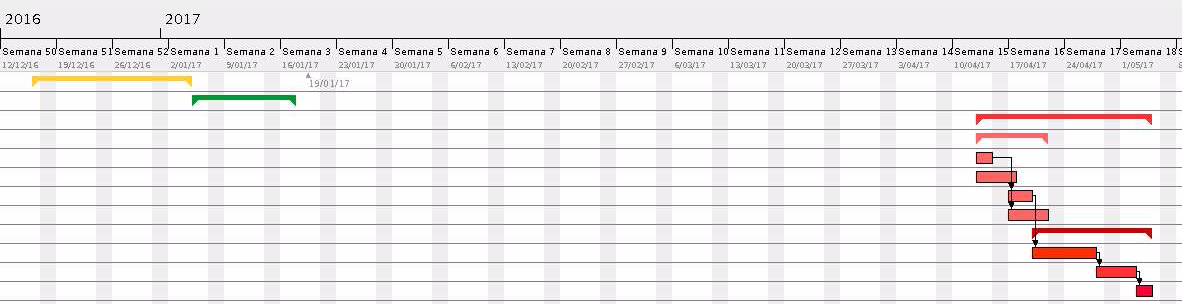 2016 2017
Semana 50 Semana 51 Semana 52 Semana 1 Semana 2 Semana 3 Semana 4 Semana 5 Semana 6 Semana 7 Semana 8 Semana 9 Semana 10 Semana 11 Semana 12 Semana 13 Semana 14 Semana 15 Semana 16 Semana 17 Semana 18 S
12/12/16 19/12/16 26/12/16 2/01/17 9/01/17 16/01/17 23/01/17 30/01/17 6/02/17 13/02/17 20/02/17 27/02/17 6/03/17 13/03/17 20/03/17 27/03/17 3/04/17 10/04/17 17/04/17 24/04/17 1/05/17 8
19/01/17